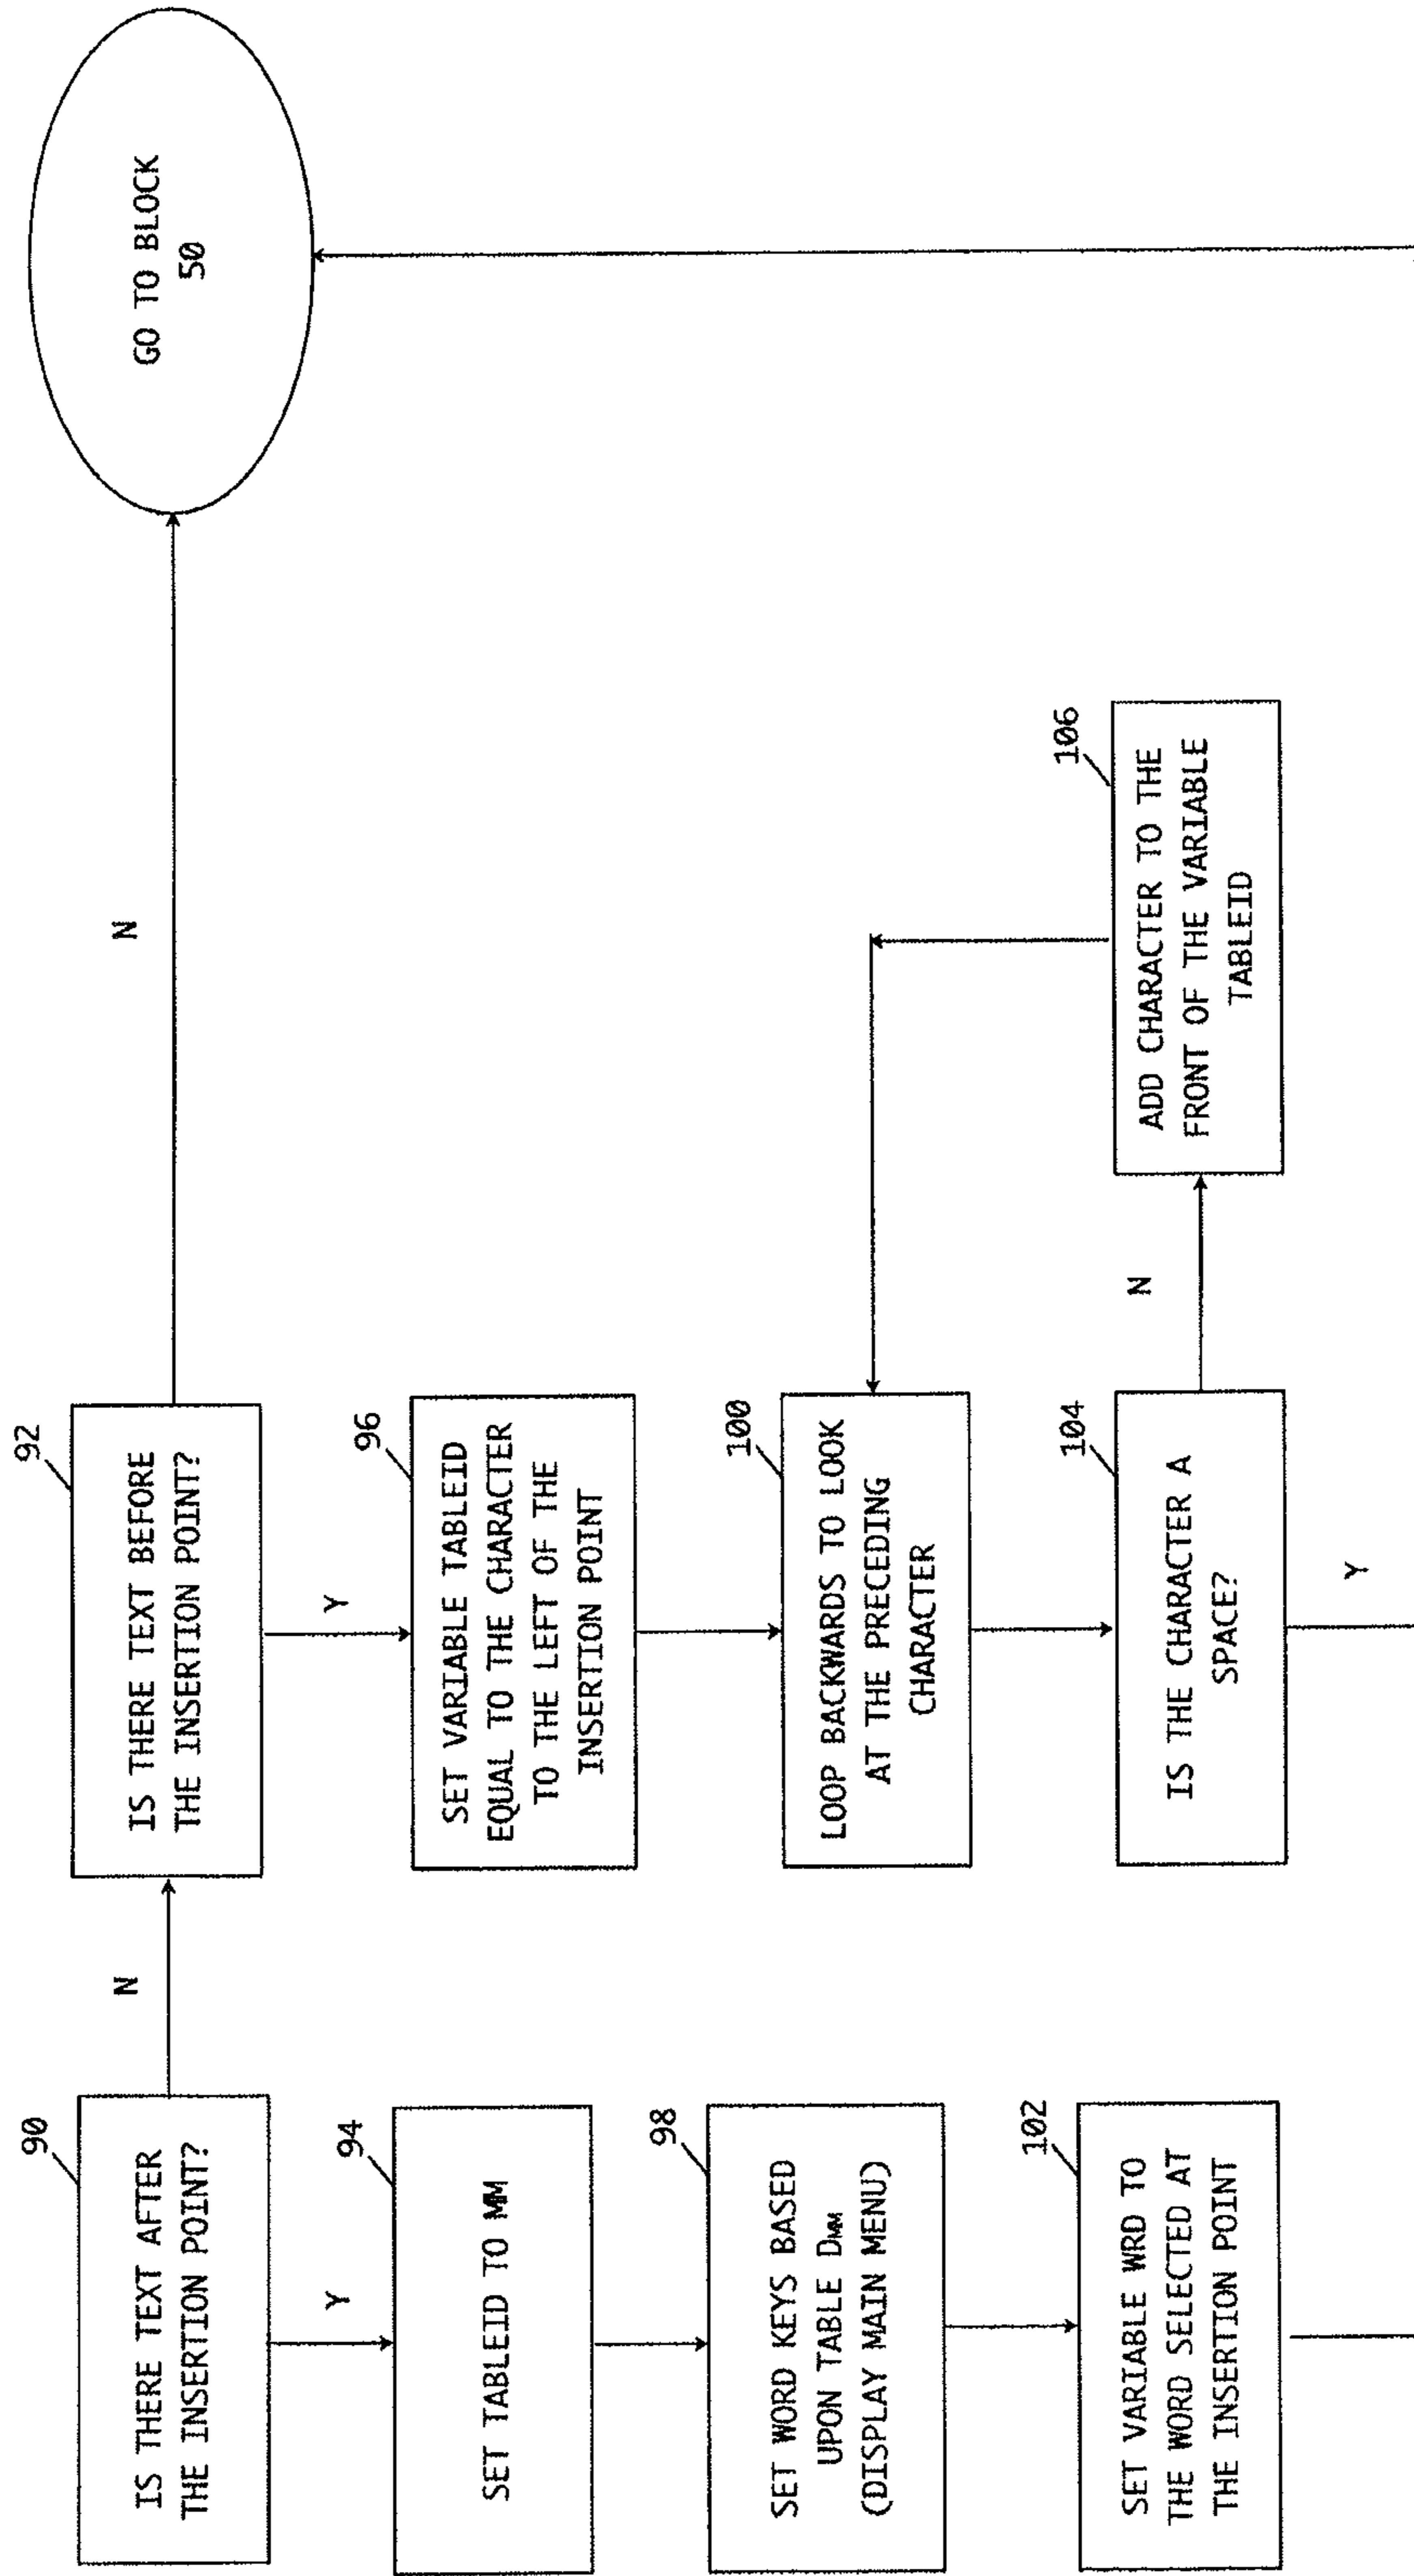 90
IS THERE TEXT AFTER
THE INSERTION POINT?
N
Y
92
IS THERE TEXT BEFORE
THE INSERTION POINT?
N
Y
GO TO BLOCK
50
94
SET TABLEID TO MM
96
SET VARIABLE TABLEID
EQUAL TO THE CHARACTER
TO THE LEFT OF THE
INSERTION POINT
98
SET WORD KEYS BASED
UPON TABLE DMM
(DISPLAY MAIN MENU)
100
LOOP BACKWARDS TO LOOK
AT THE PRECEDING
CHARACTER
102
SET VARIABLE WRD TO
THE WORD SELECTED AT
THE INSERTION POINT
104
IS THE CHARACTER A
SPACE?
N
Y
106
ADD CHARACTER TO THE
FRONT OF THE VARIABLE
TABLEID